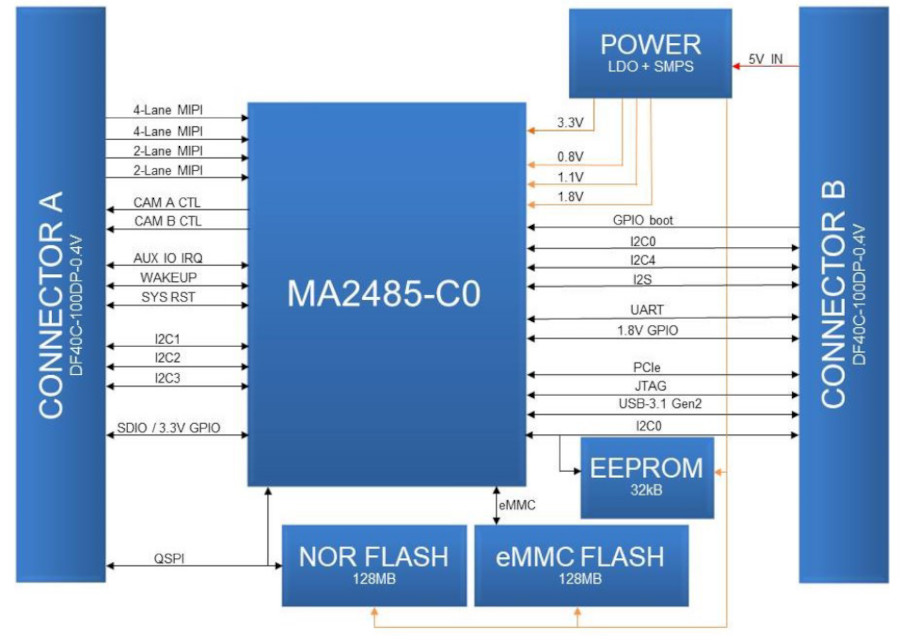 CONNECTOR A
DF40C-100DP-0.4V
4-Lane MIPI
4-Lane MIPI
2-Lane MIPI
2-Lane MIPI
CAM A CTL
CAM B CTL
AUX IO IRQ
WAKEUP
SYS RST
I2C1
I2C2
I2C3
SDIO / 3.3V GPIO
QSPI
MA2485-C0
POWER
LDO + SMPS
5V IN
3.3V
0.8V
1.1V
1.8V
GPIO boot
I2C0
I2C4
I2S
UART
1.8V GPIO
PCIe
JTAG
USB-3.1 Gen2
I2C0
CONNECTOR B
DF40C-100DP-0.4V
EEPROM
32kB
eMMC
NOR FLASH
128MB
eMMC FLASH
128MB